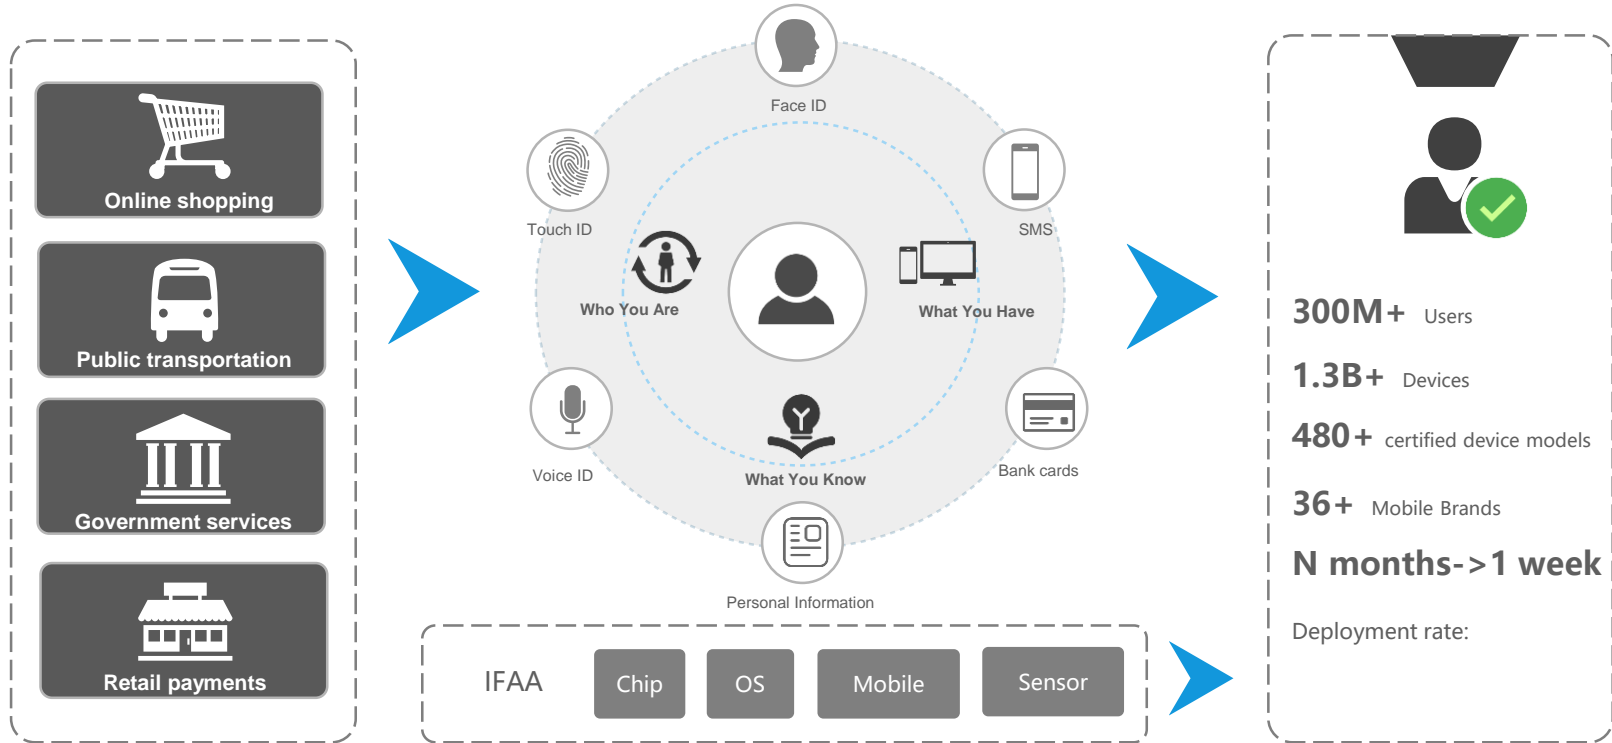 Online shopping
Public transportation
Government services
Retail payments
Face ID
Touch ID
SMS
Who You Are
What You Have
Voice ID
Bank cards
What You Know
Personal Information
IFAA
Chip
OS
Mobile
Sensor
300M+ Users
1.3B+ Devices
480+ certified device models
36+ Mobile Brands
N months->1 week
Deployment rate: